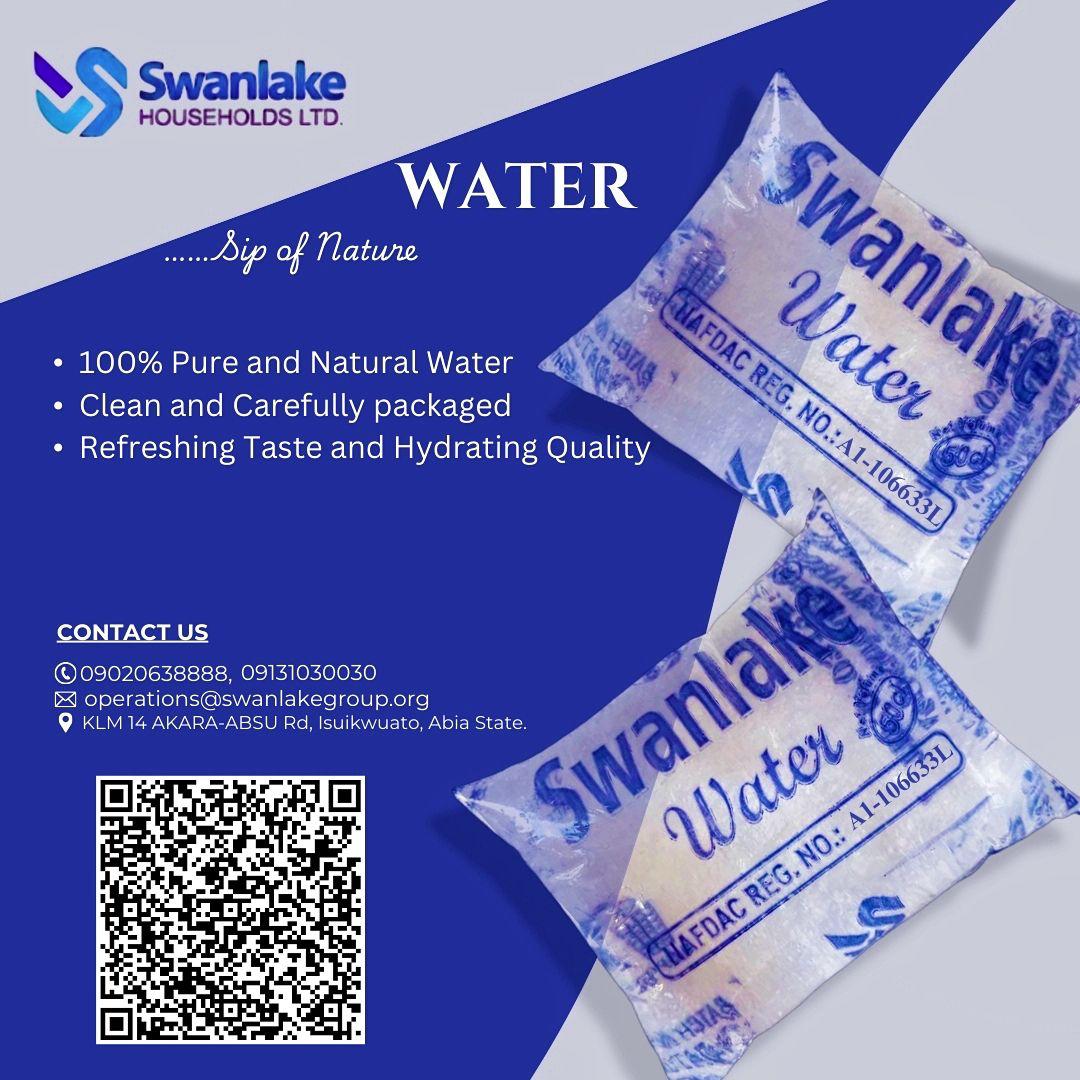 Swanlake
HOUSEHOLDS LTD.
WATER
......Sip of Nature
• 100% Pure and Natural Water
• Clean and Carefully packaged
• Refreshing Taste and Hydrating Quality
CONTACT US
09020638888, 09131030030
operations@swanlakegroup.org
KLM 14 AKARA-ABSU Rd, Isuikwuato, Abia State.
Swanlake
Water
NAFDAC REG. NO.: A1-106633L
Net Volume
50cl
Swanlake
Water
NAFDAC REG. NO.: A1-106633L
50cl